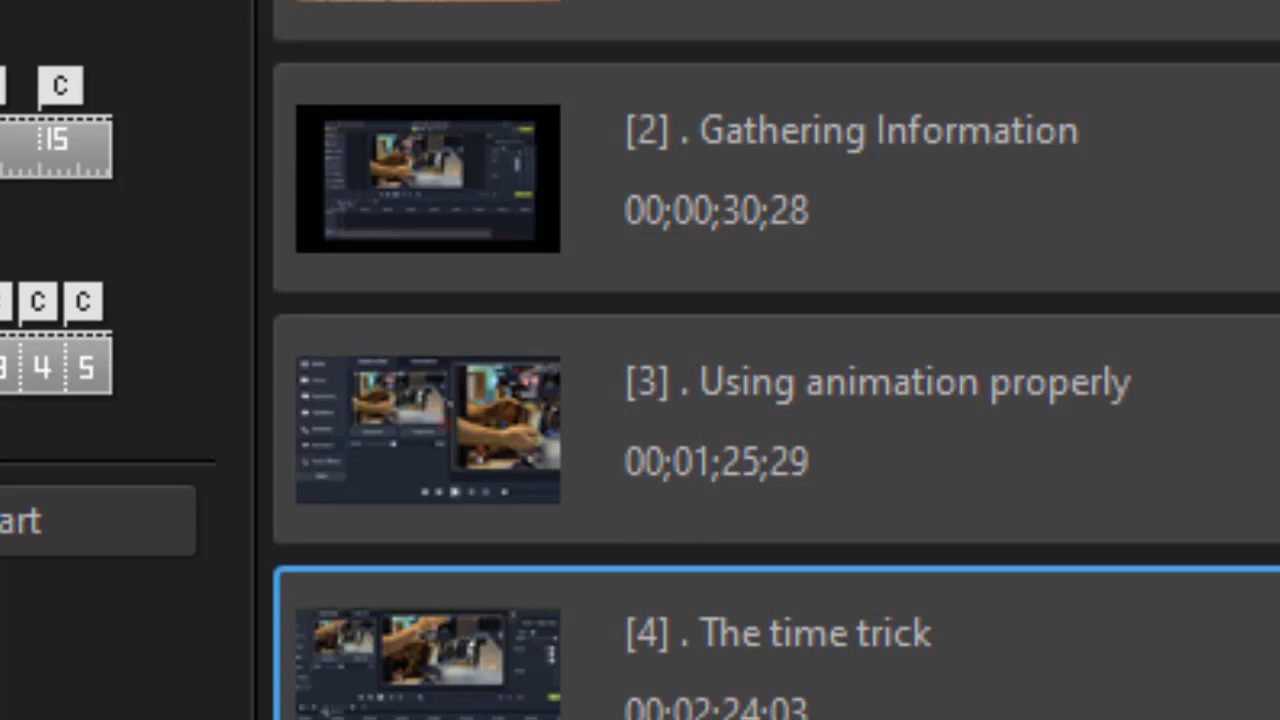 C
15
[2] . Gathering Information
00;00;30;28
C C
3 4 5
[3] . Using animation properly
00;01;25;29
art
[4] . The time trick
00;02;24;03